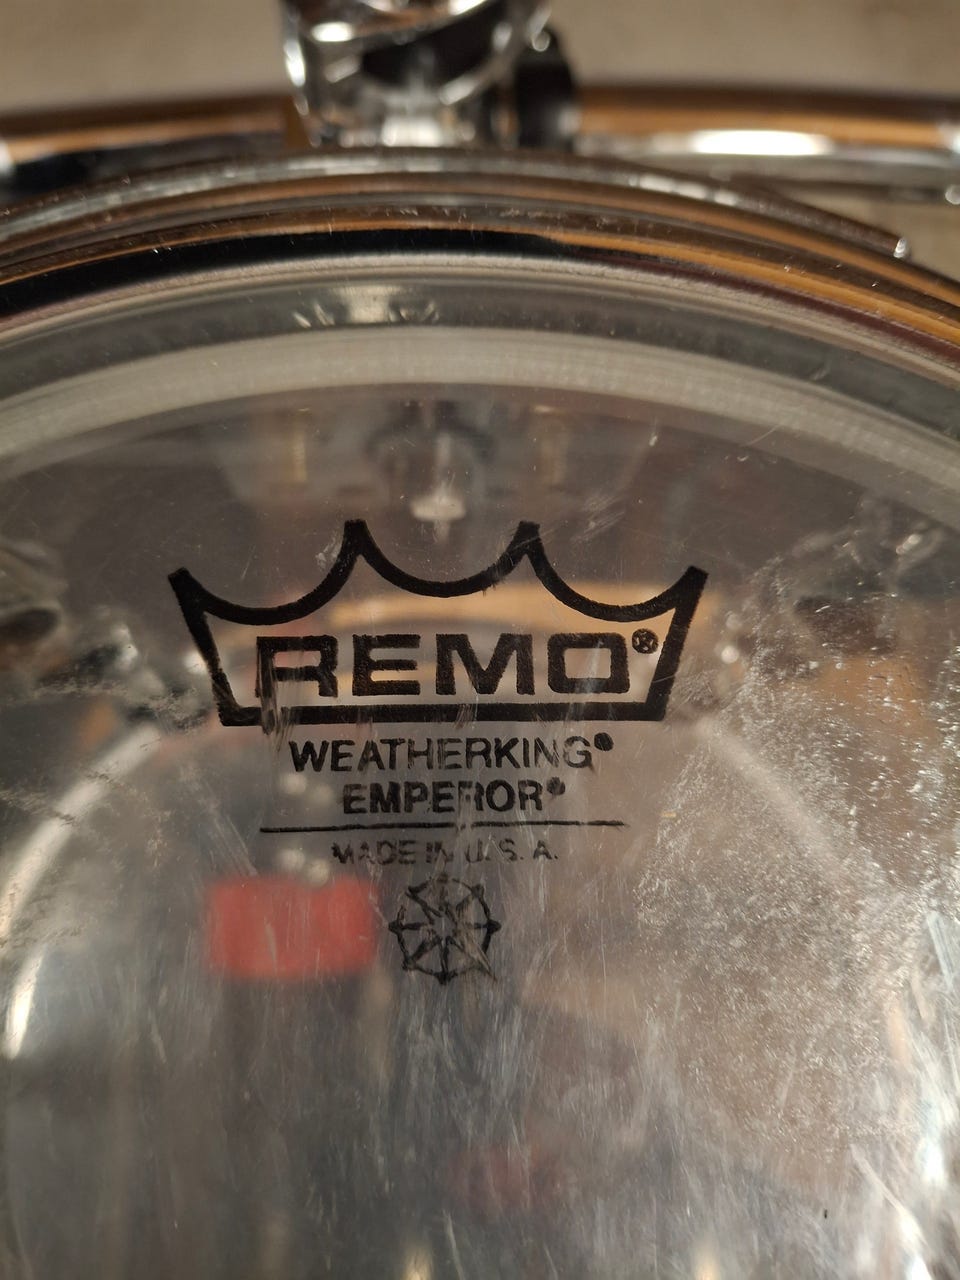 REMO®
WEATHERKING®
EMPEROR®
MADE IN U.S.A.